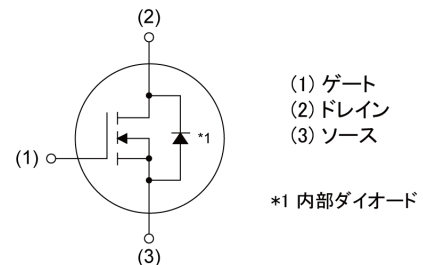 (2)
(1)
*1
(3)
(1) ゲート
(2) ドレイン
(3) ソース
*1 内部ダイオード